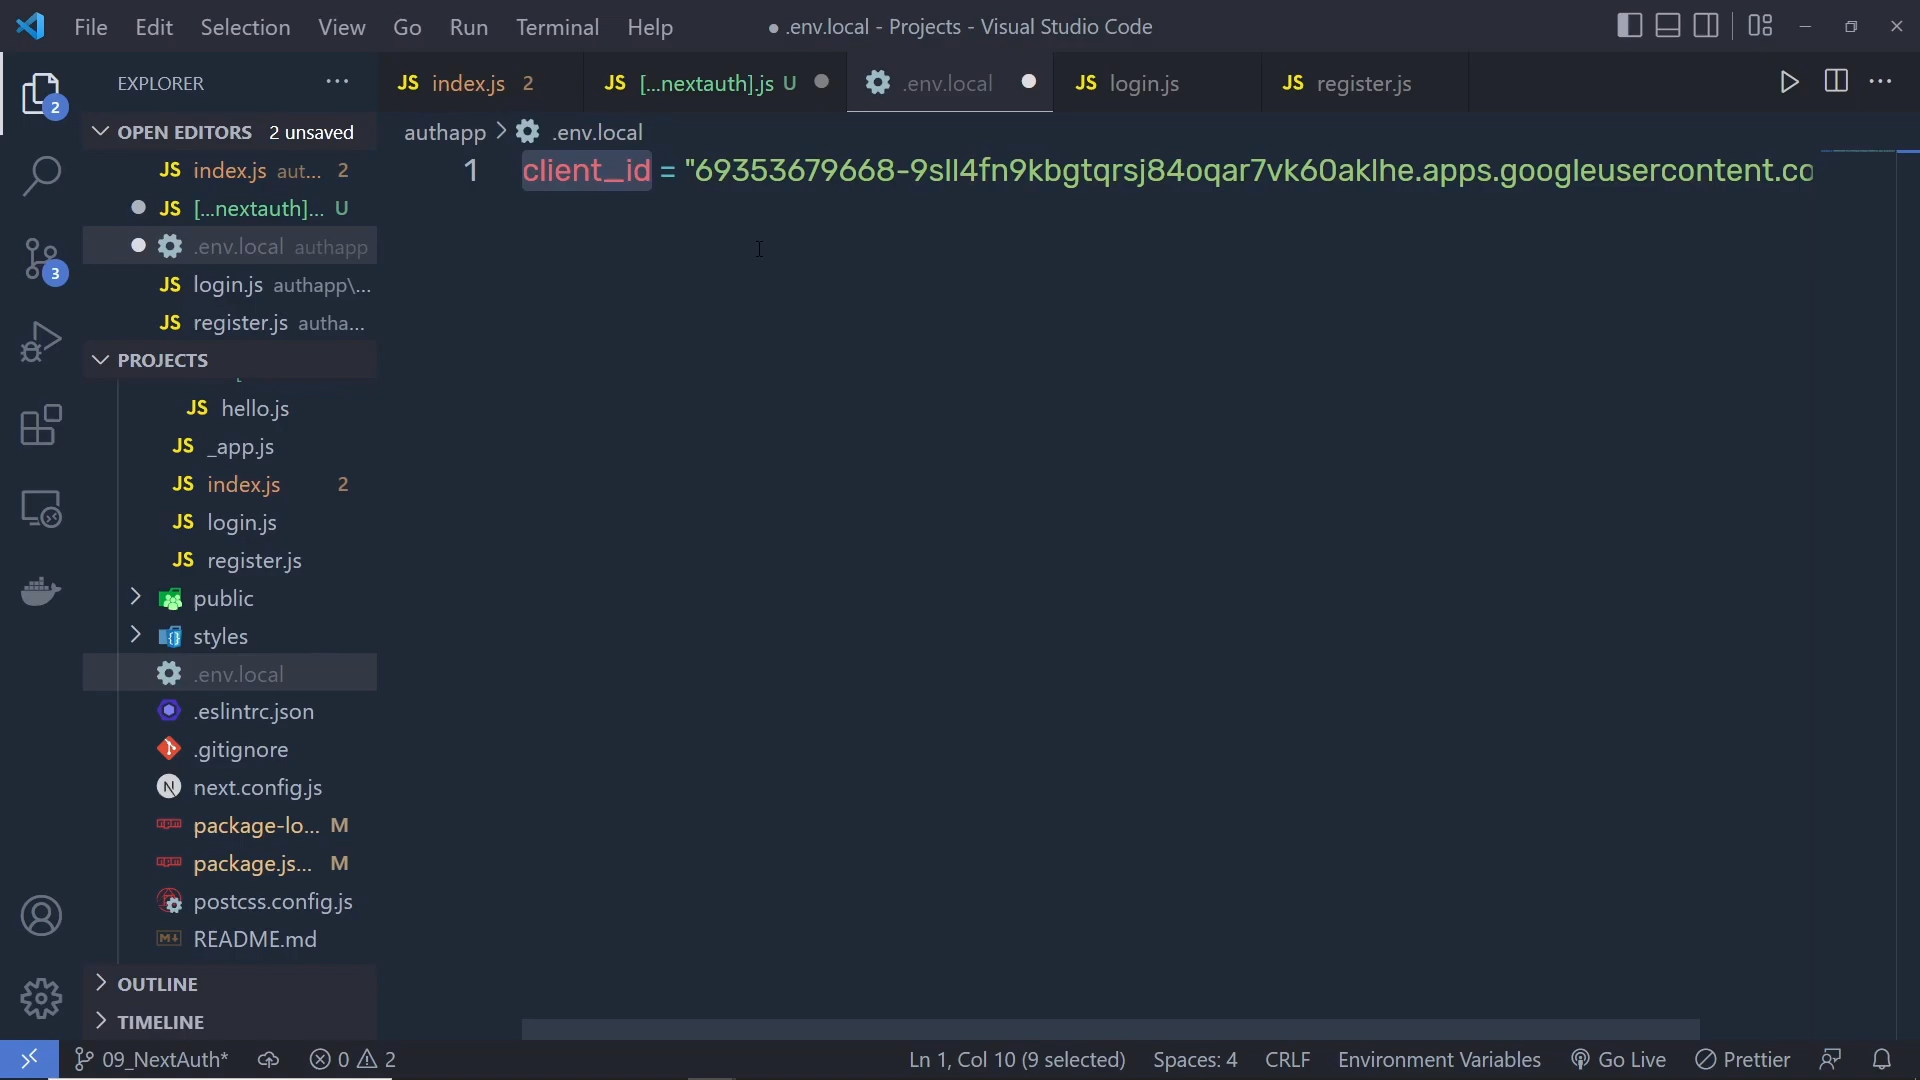 File Edit Selection View Go Run Terminal Help
● .env.local - Projects - Visual Studio Code
EXPLORER ···
JS index.js 2
JS [...nextauth].js U
.env.local
JS login.js
JS register.js
2
OPEN EDITORS 2 unsaved
JS index.js aut... 2
JS [...nextauth]... U
.env.local authapp
JS login.js authapp\...
JS register.js autha...
3
PROJECTS
JS hello.js
JS _app.js
JS index.js 2
JS login.js
JS register.js
public
styles
.env.local
.eslintrc.json
.gitignore
next.config.js
package-lo... M
package.js... M
postcss.config.js
README.md
OUTLINE
TIMELINE
authapp > .env.local
1 client_id = "69353679668-9sll4fn9kbgtqrsj84oqar7vk60aklhe.apps.googleusercontent.co
09_NextAuth* 0 2
Ln 1, Col 10 (9 selected) Spaces: 4 CRLF Environment Variables Go Live Prettier